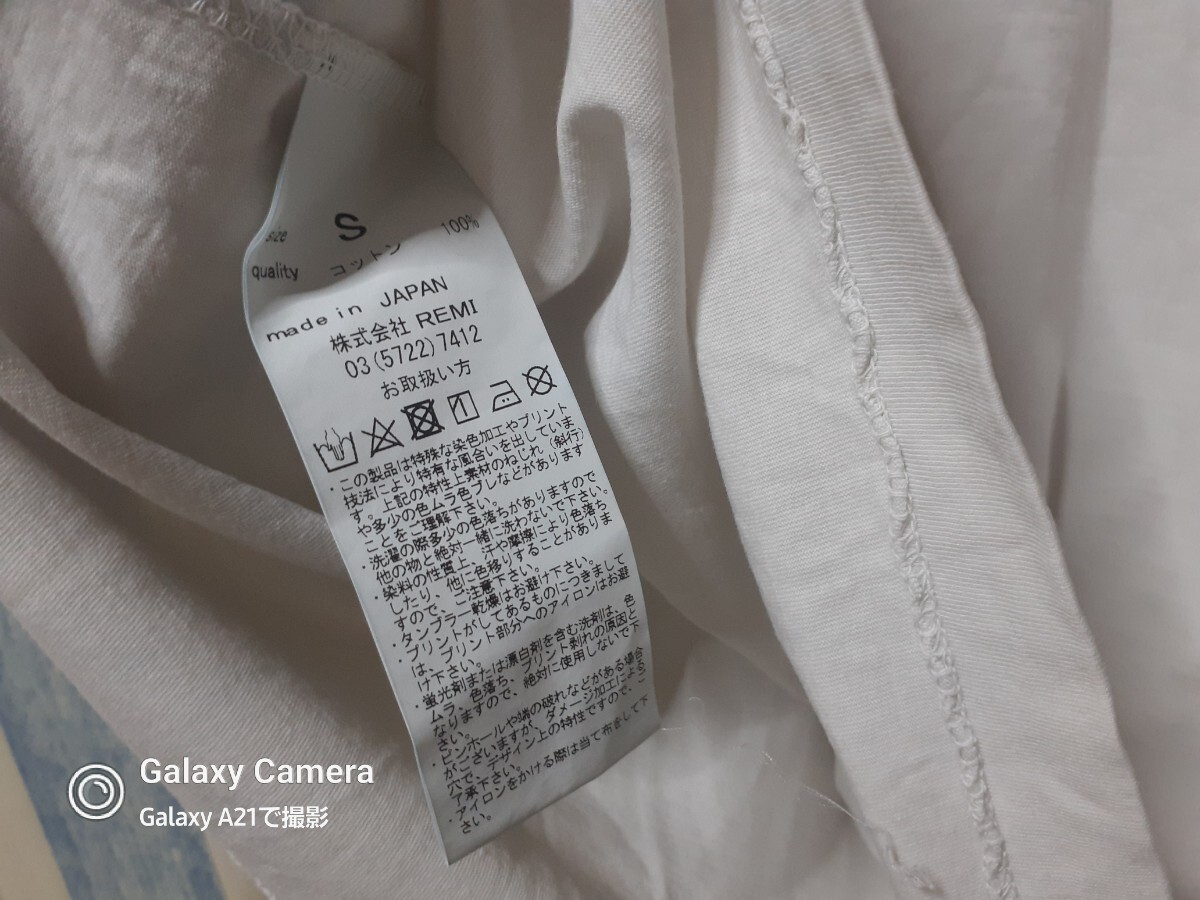 size S
quality コットン 100%
made in JAPAN
株式会社 REMI
03(5722)7412
お取扱い方
・この製品は特殊な染色加工やプリント
技法により特有な風合いを出していま
す。上記の特性上素材のねじれ(斜行)
や多少の色ムラ色ブレなどがあります
ことをご理解下さい。
・洗濯の際多少の色落ちがありますので
他の物と絶対一緒に洗わないで下さい。
・染料の性質上、汗や摩擦により色落ち
したり、他に色移りすることがありま
すので、ご注意下さい。
・タンブラー乾燥はお避け下さい。
・プリントがしてあるものにつきまして
は、プリント部分へのアイロンはお避
け下さい。
・蛍光剤または漂白剤を含む洗剤は、色
ムラ、色落ち、プリント剥れの原因と
なりますので、絶対に使用しないで下
さい。
・ピンホールや端の破れなどがある場合
がございますが、ダメージ加工による
穴で、デザイン上の特性ですので、ご
了承下さい。
・アイロンをかける際は当て布をして下
さい。
Galaxy Camera
Galaxy A21で撮影